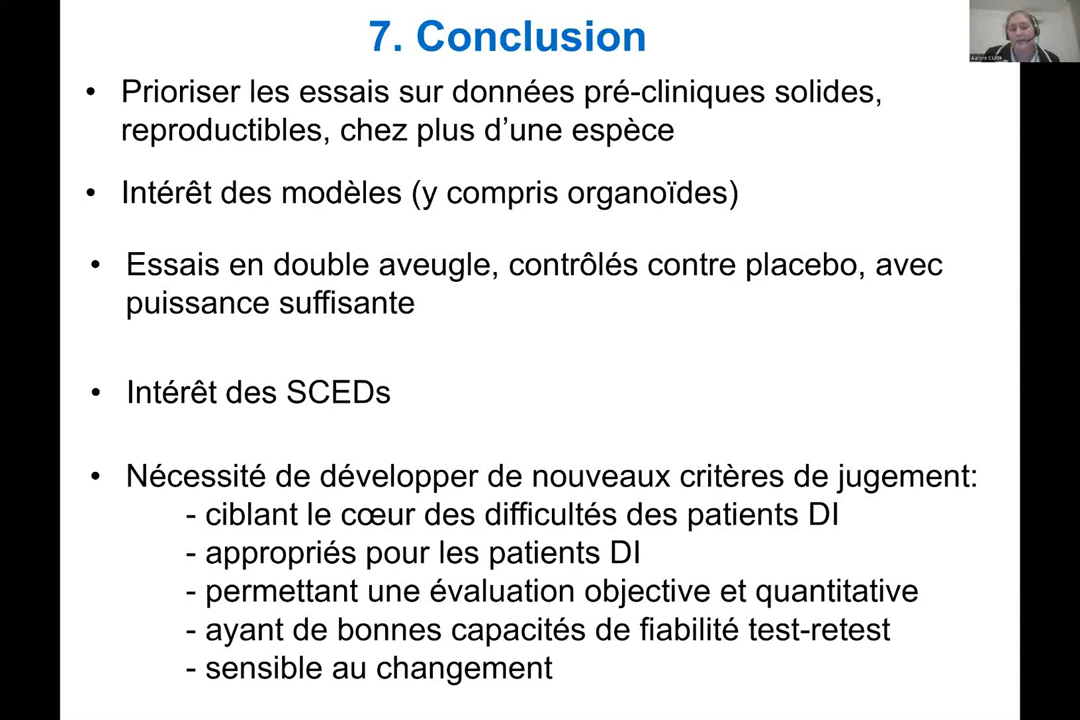 7. Conclusion
• Prioriser les essais sur données pré-cliniques solides,
reproductibles, chez plus d’une espèce
• Intérêt des modèles (y compris organoïdes)
• Essais en double aveugle, contrôlés contre placebo, avec
puissance suffisante
• Intérêt des SCEDs
• Nécessité de développer de nouveaux critères de jugement:
- ciblant le cœur des difficultés des patients DI
- appropriés pour les patients DI
- permettant une évaluation objective et quantitative
- ayant de bonnes capacités de fiabilité test-retest
- sensible au changement